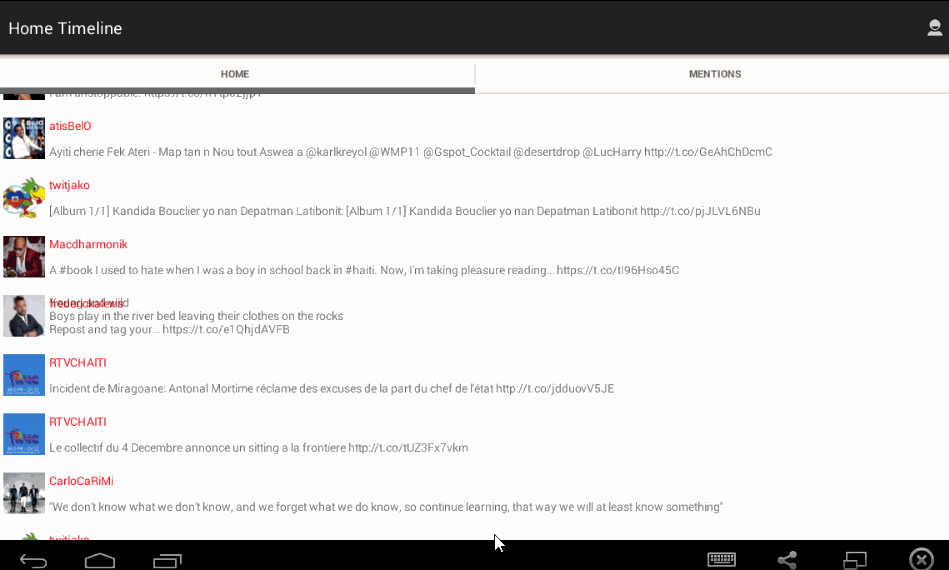 Home Timeline
HOME
MENTIONS
atisBelO
Ayiti cherie Fek Ateri - Map tan n Nou tout Aswea a @karlkreyol @WMP11 @Gspot_Cocktail @desertdrop @LucHarry http://t.co/GeAhChDcmC
twitjako
[Album 1/1] Kandida Bouclier yo nan Depatman Latibonit: [Album 1/1] Kandida Bouclier yo nan Depatman Latibonit http://t.co/pjJLVL6NBu
Macdharmonik
A #book I used to hate when I was a boy in school back in #haiti. Now, I'm taking pleasure reading... https://t.co/tI96Hso45C
Boys play in the river bed leaving their clothes on the rocks
Repost and tag your... https://t.co/e1QhjdAVFB
RTVCHAITI
Incident de Miragoane: Antonal Mortime réclame des excuses de la part du chef de l'état http://t.co/jdduovV5JE
RTVCHAITI
Le collectif du 4 Decembre annonce un sitting a la frontiere http://t.co/tUZ3Fx7vkm
CarloCaRiMi
"We don't know what we don't know, and we forget what we do know, so continue learning, that way we will at least know something"
twitjako